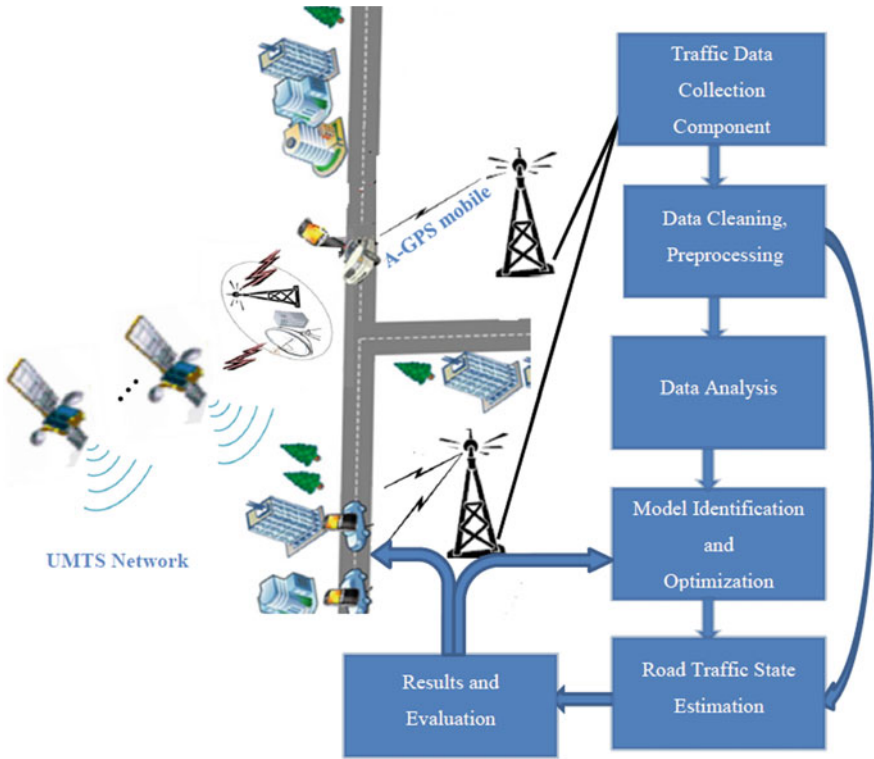 Traffic Data
Collection
Component
A-GPS mobile
Data Cleaning,
Preprocessing
Data Analysis
UMTS Network
Model Identification
and
Optimization
Results and
Evaluation
Road Traffic State
Estimation